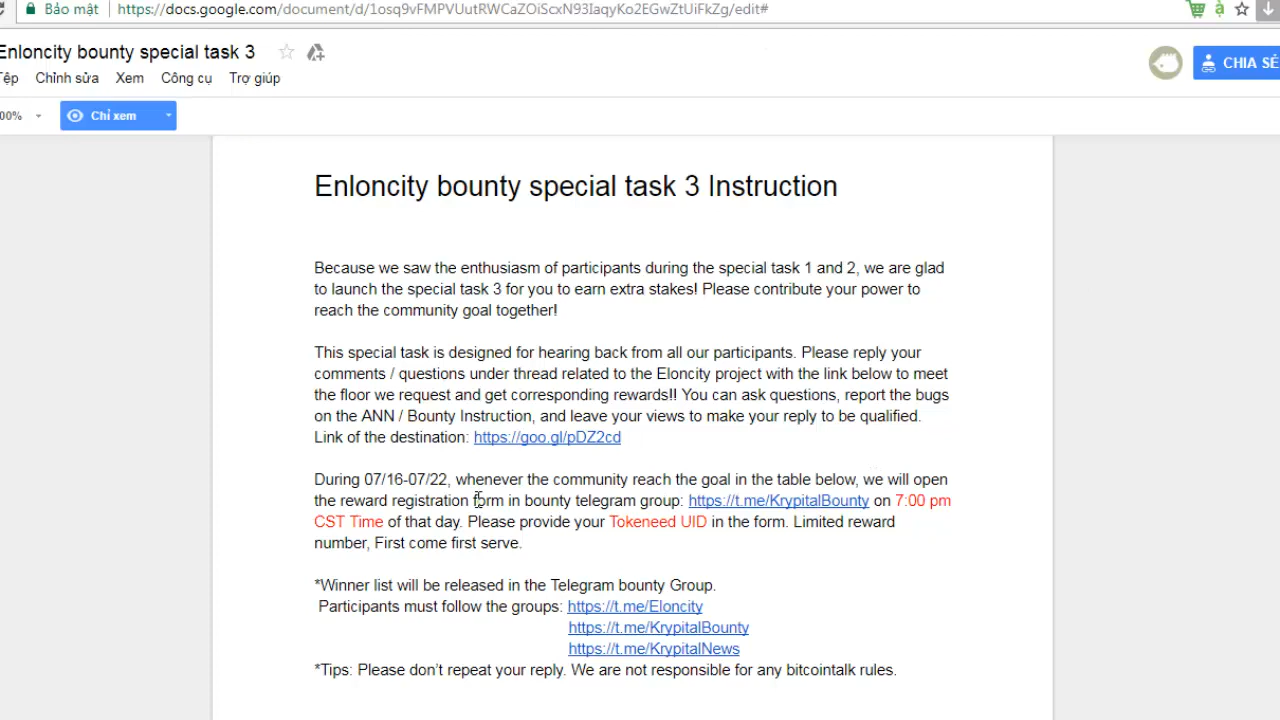 Bảo mật https://docs.google.com/document/d/1osq9vFMPVUutRWCaZOiScxN93IaqyKo2EGwZtUiFkZg/edit#
Enloncity bounty special task 3
Tệp Chỉnh sửa Xem Công cụ Trợ giúp
CHIA SẺ
00% Chỉ xem
Enloncity bounty special task 3 Instruction
Because we saw the enthusiasm of participants during the special task 1 and 2, we are glad
to launch the special task 3 for you to earn extra stakes! Please contribute your power to
reach the community goal together!
This special task is designed for hearing back from all our participants. Please reply your
comments / questions under thread related to the Eloncity project with the link below to meet
the floor we request and get corresponding rewards!! You can ask questions, report the bugs
on the ANN / Bounty Instruction, and leave your views to make your reply to be qualified.
Link of the destination: https://goo.gl/pDZ2cd
During 07/16-07/22, whenever the community reach the goal in the table below, we will open
the reward registration form in bounty telegram group: https://t.me/KrypitalBounty on 7:00 pm
CST Time of that day. Please provide your Tokeneed UID in the form. Limited reward
number, First come first serve.
*Winner list will be released in the Telegram bounty Group.
Participants must follow the groups: https://t.me/Eloncity
https://t.me/KrypitalBounty
https://t.me/KrypitalNews
*Tips: Please don’t repeat your reply. We are not responsible for any bitcointalk rules.